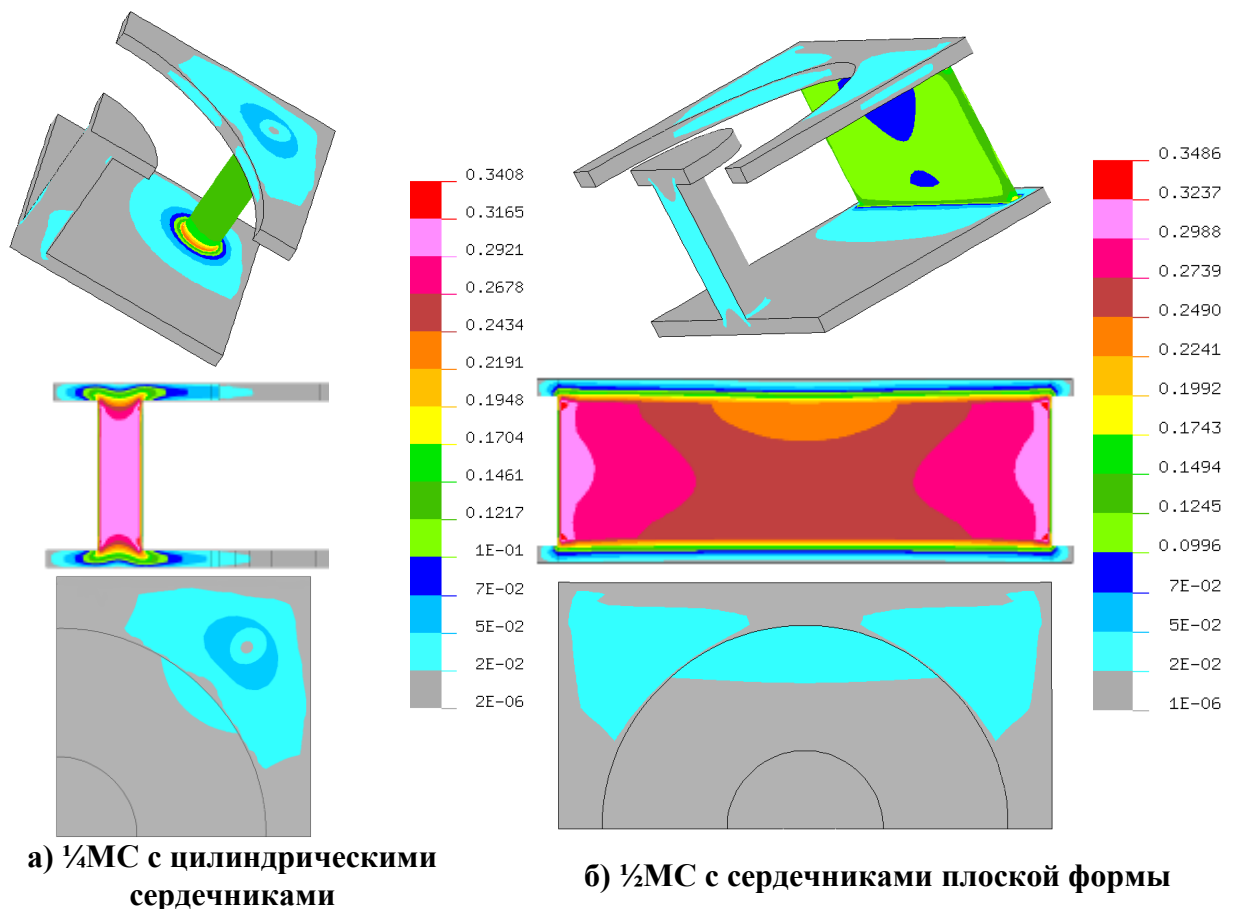 0.3408
0.3165
0.2921
0.2678
0.2434
0.2191
0.1948
0.1704
0.1461
0.1217
1E-01
7E-02
5E-02
2E-02
2E-06
0.3486
0.3237
0.2988
0.2739
0.2490
0.2241
0.1992
0.1743
0.1494
0.1245
0.0996
7E-02
5E-02
2E-02
1E-06
а) ¼МС с цилиндрическими
сердечниками
б) ½МС с сердечниками плоской формы